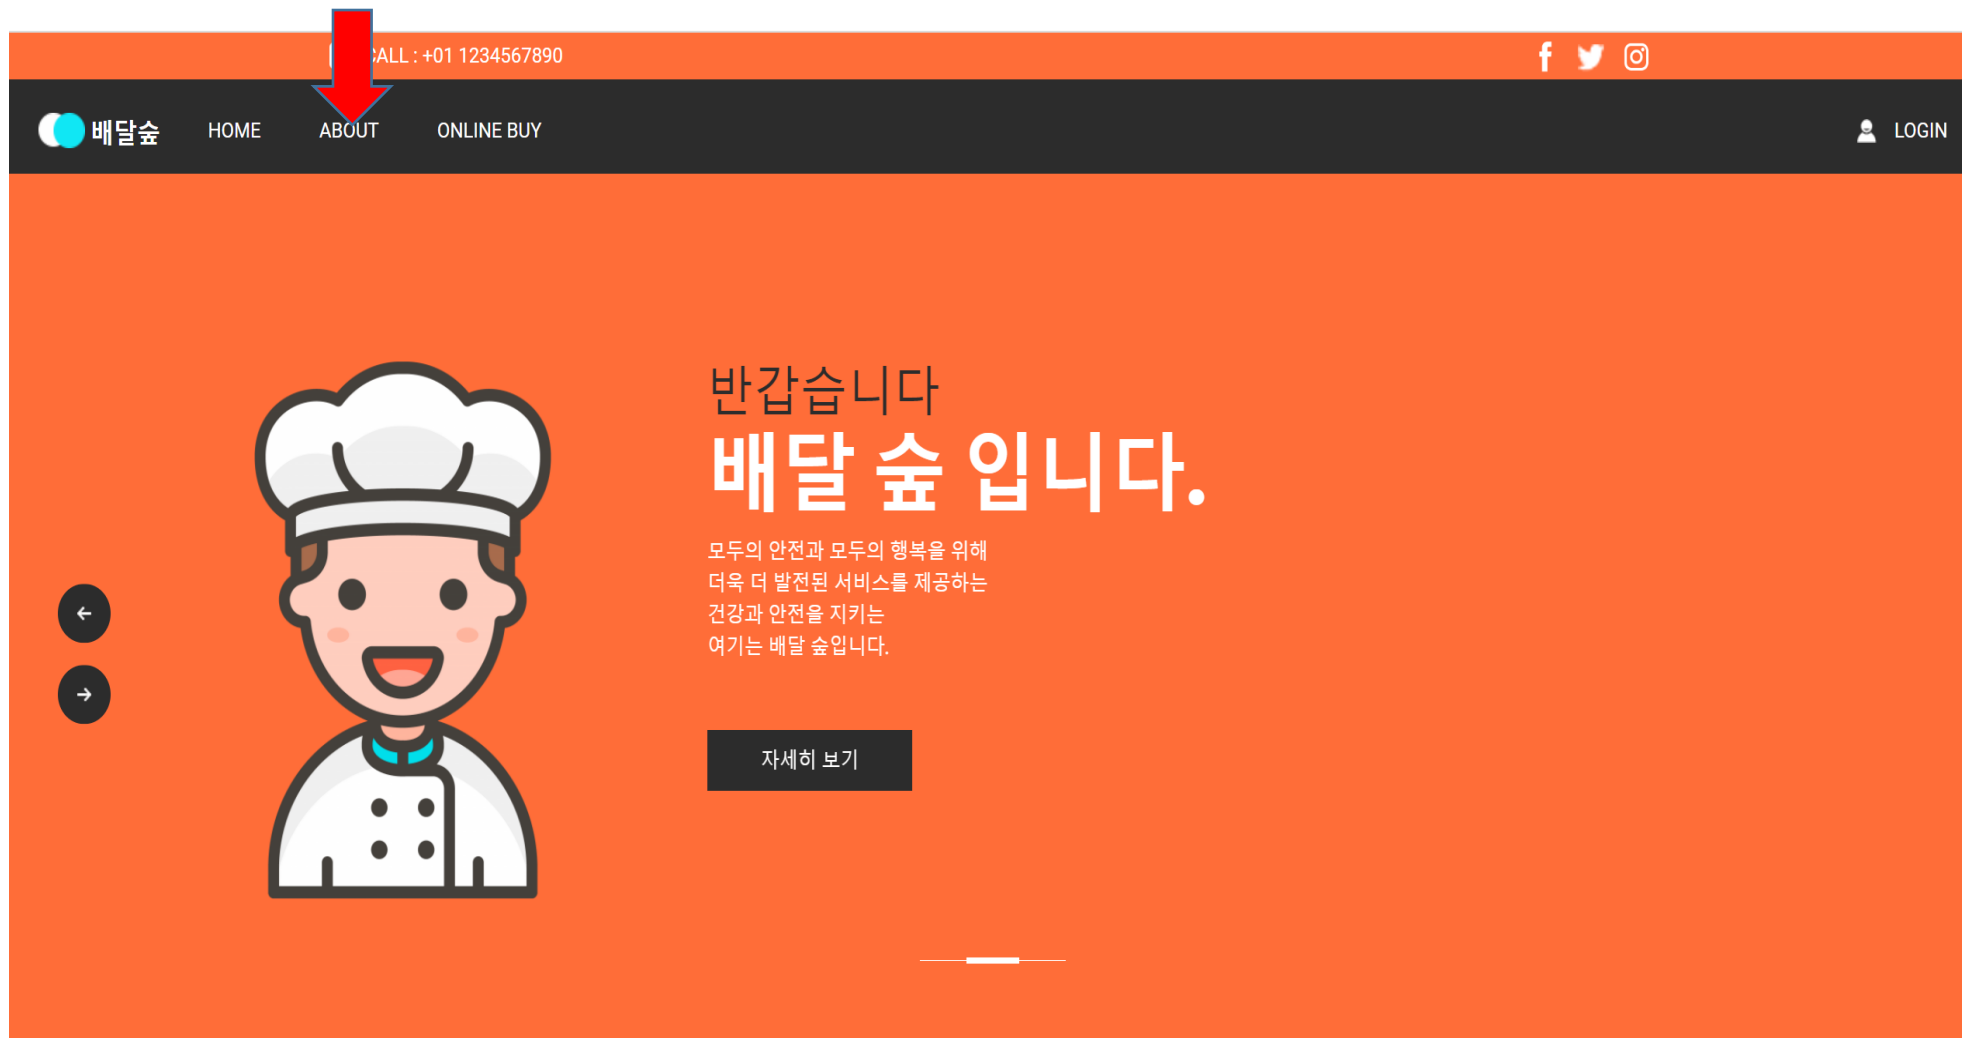 CALL : +01 1234567890
배달숲
HOME
ABOUT
ONLINE BUY
LOGIN
반갑습니다
배달 숲 입니다.
모두의 안전과 모두의 행복을 위해
더욱 더 발전된 서비스를 제공하는
건강과 안전을 지키는
여기는 배달 숲입니다.
자세히 보기